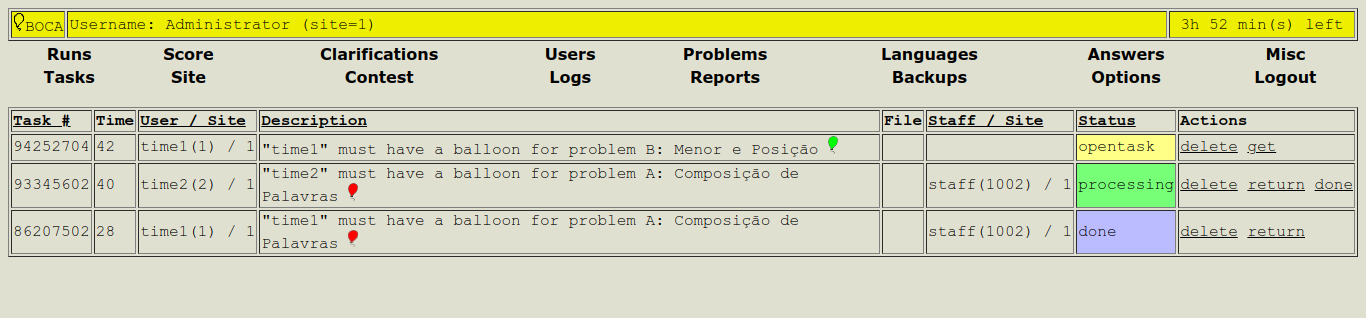 BOCA Username: Administrator (site=1) 3h 52 min(s) left
Runs Score Clarifications Users Problems Languages Answers Misc
Tasks Site Contest Logs Reports Backups Options Logout
Task # Time User / Site Description File Staff / Site Status Actions
94252704 42 time1(1) / 1 "time1" must have a balloon for problem B: Menor e Posição opentask delete get
93345602 40 time2(2) / 1 "time2" must have a balloon for problem A: Composição de
Palavras staff(1002) / 1 processing delete return done
86207502 28 time1(1) / 1 "time1" must have a balloon for problem A: Composição de
Palavras staff(1002) / 1 done delete return